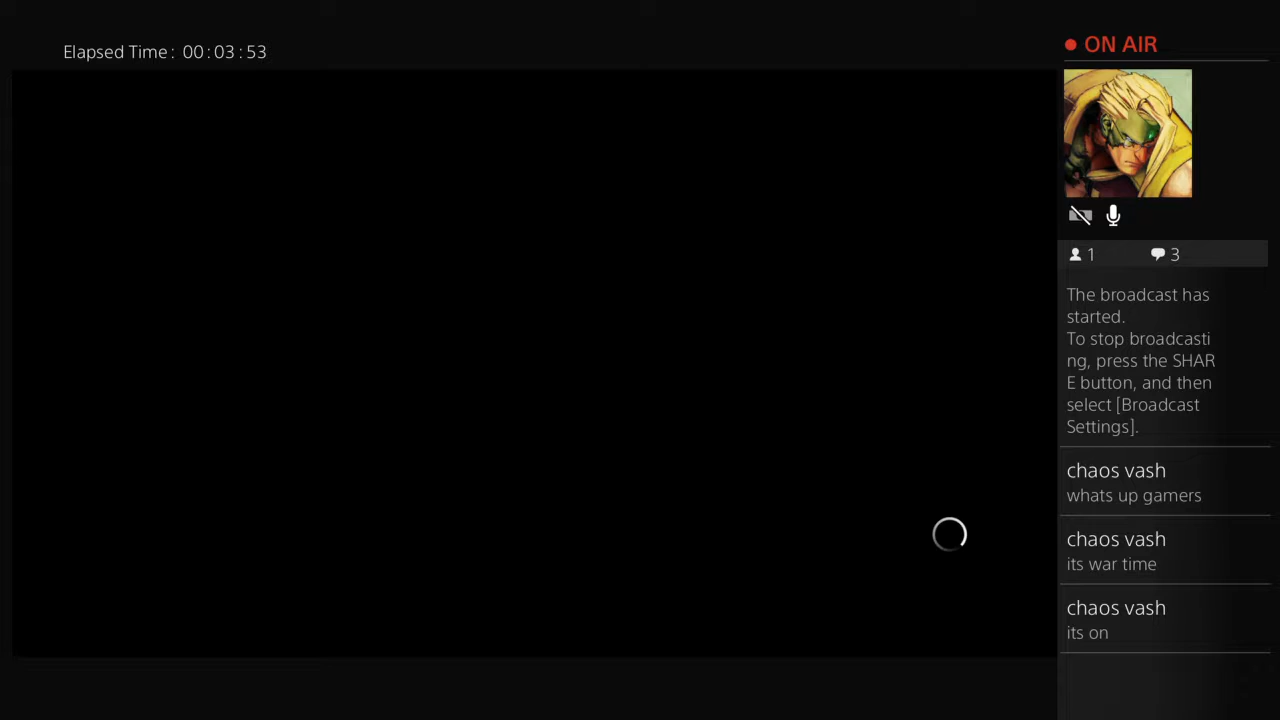 Elapsed Time: 00:03:53
ON AIR
1 3
The broadcast has
started.
To stop broadcasti
ng, press the SHAR
E button, and then
select [Broadcast
Settings].
chaos vash
whats up gamers
chaos vash
its war time
chaos vash
its on